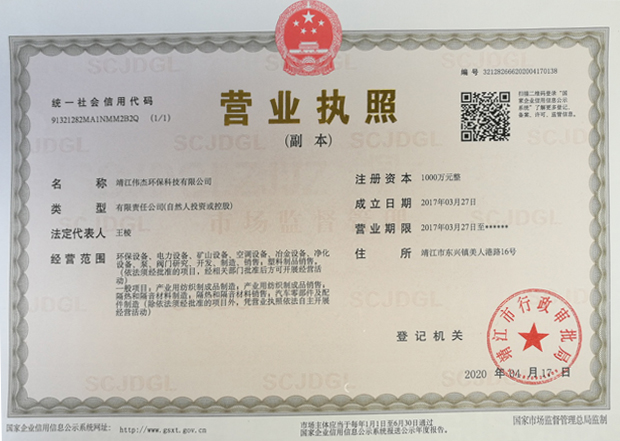 编号 321282666202004170138
统一社会信用代码
91321282MA1NMM2B2Q (1/1)
营业执照
(副本)
扫描二维码登录“国
家企业信用信息公示
系统”了解更多登记、
备案、许可、监管信息。
名称 靖江伟杰环保科技有限公司
注册资本 1000万元整
类型 有限责任公司(自然人投资或控股)
成立日期 2017年03月27日
法定代表人 王棱
营业期限 2017年03月27日至******
经营范围 环保设备、电力设备、矿山设备、空调设备、冶金设备、净化
设备、泵、阀门研究、开发、制造、销售;塑料制品销售。
(依法须经批准的项目,经相关部门批准后方可开展经营活
动)
一般项目:产业用纺织制成品制造;产业用纺织制成品销售;
隔热和隔音材料制造;隔热和隔音材料销售;汽车零部件及配
件制造(除依法须经批准的项目外,凭营业执照依法自主开展
经营活动)
住所 靖江市东兴镇美人港路16号
登记机关
靖江市行政审批局
2020年04月17日
国家企业信用信息公示系统网址: http://www.gsxt.gov.cn
市场主体应当于每年1月1日至6月30日通过
国家企业信用信息公示系统报送公示年度报告。
国家市场监督管理总局监制
SCJDGL
市场监督管理